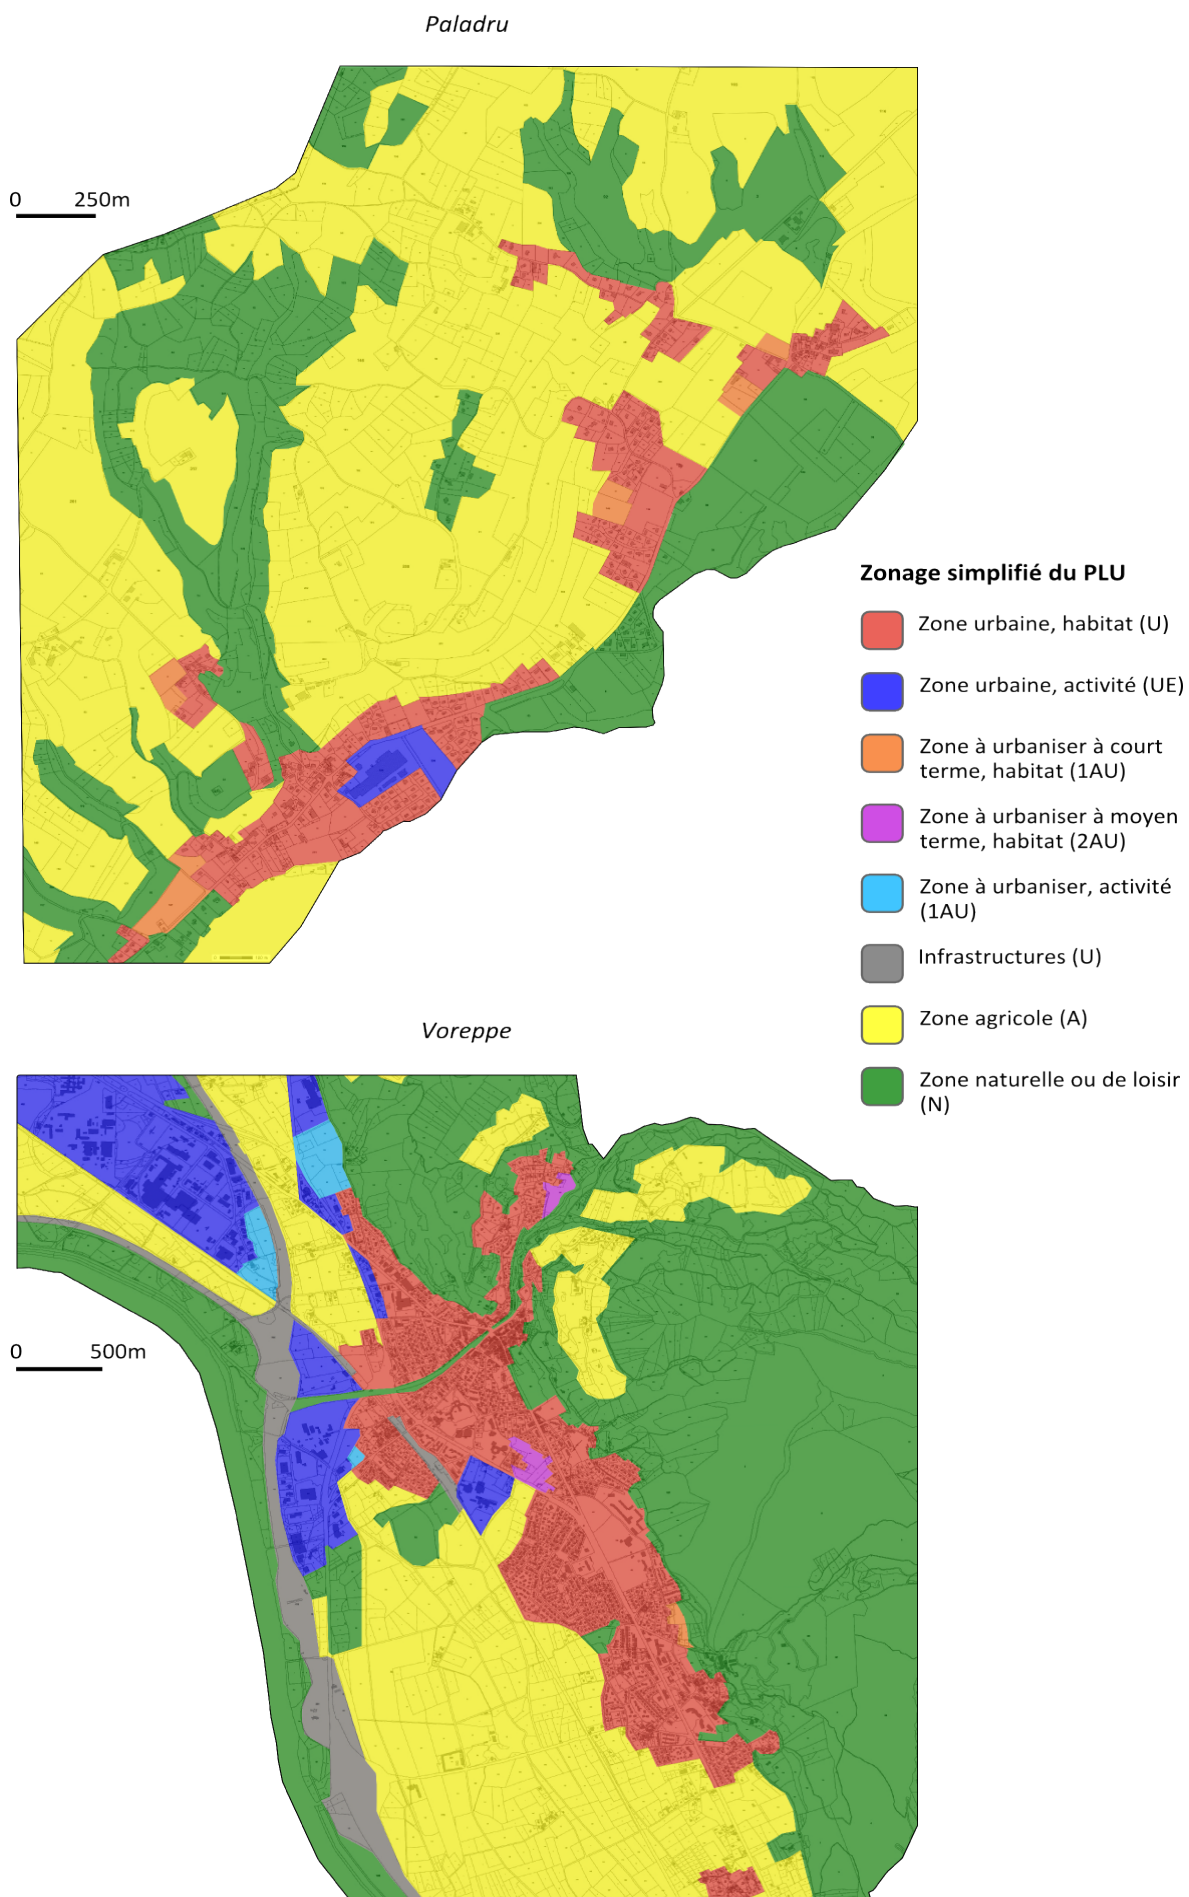 Paladru
0 250m
Zonage simplifié du PLU
Zone urbaine, habitat (U)
Zone urbaine, activité (UE)
Zone à urbaniser à court
terme, habitat (1AU)
Zone à urbaniser à moyen
terme, habitat (2AU)
Zone à urbaniser, activité
(1AU)
Infrastructures (U)
Zone agricole (A)
Zone naturelle ou de loisir
(N)
Voreppe
0 500m